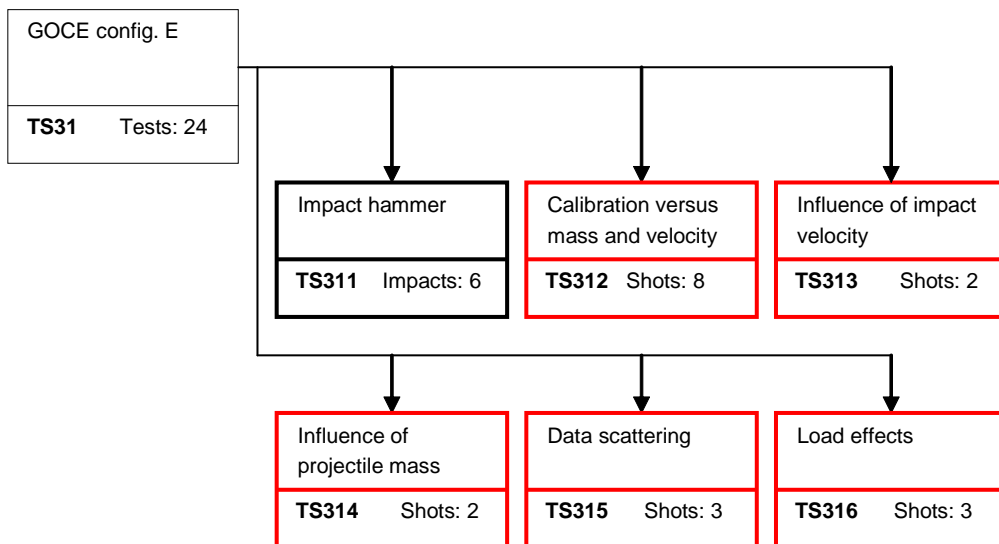 GOCE config. E
TS31 Tests: 24
Impact hammer
TS311 Impacts: 6
Calibration versus
mass and velocity
TS312 Shots: 8
Influence of impact
velocity
TS313 Shots: 2
Influence of
projectile mass
TS314 Shots: 2
Data scattering
TS315 Shots: 3
Load effects
TS316 Shots: 3